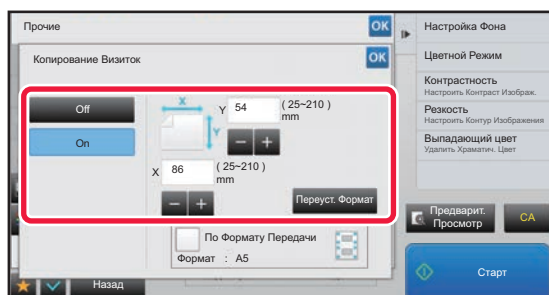 Прочие
OK
Копирование Визиток
OK
Off
On
X
Y
Y 54 ( 25~210 )
mm
X 86 ( 25~210 )
mm
Переуст. Формат
По Формату Передачи
Формат : A5
Назад
Настройка Фона
Цветной Режим
Контрастность
Настроить Контраст Изображ.
Резкость
Настроить Контур Изображения
Выпадающий цвет
Удалить Храматич. Цвет
Предварит.
Просмотр
CA
Старт